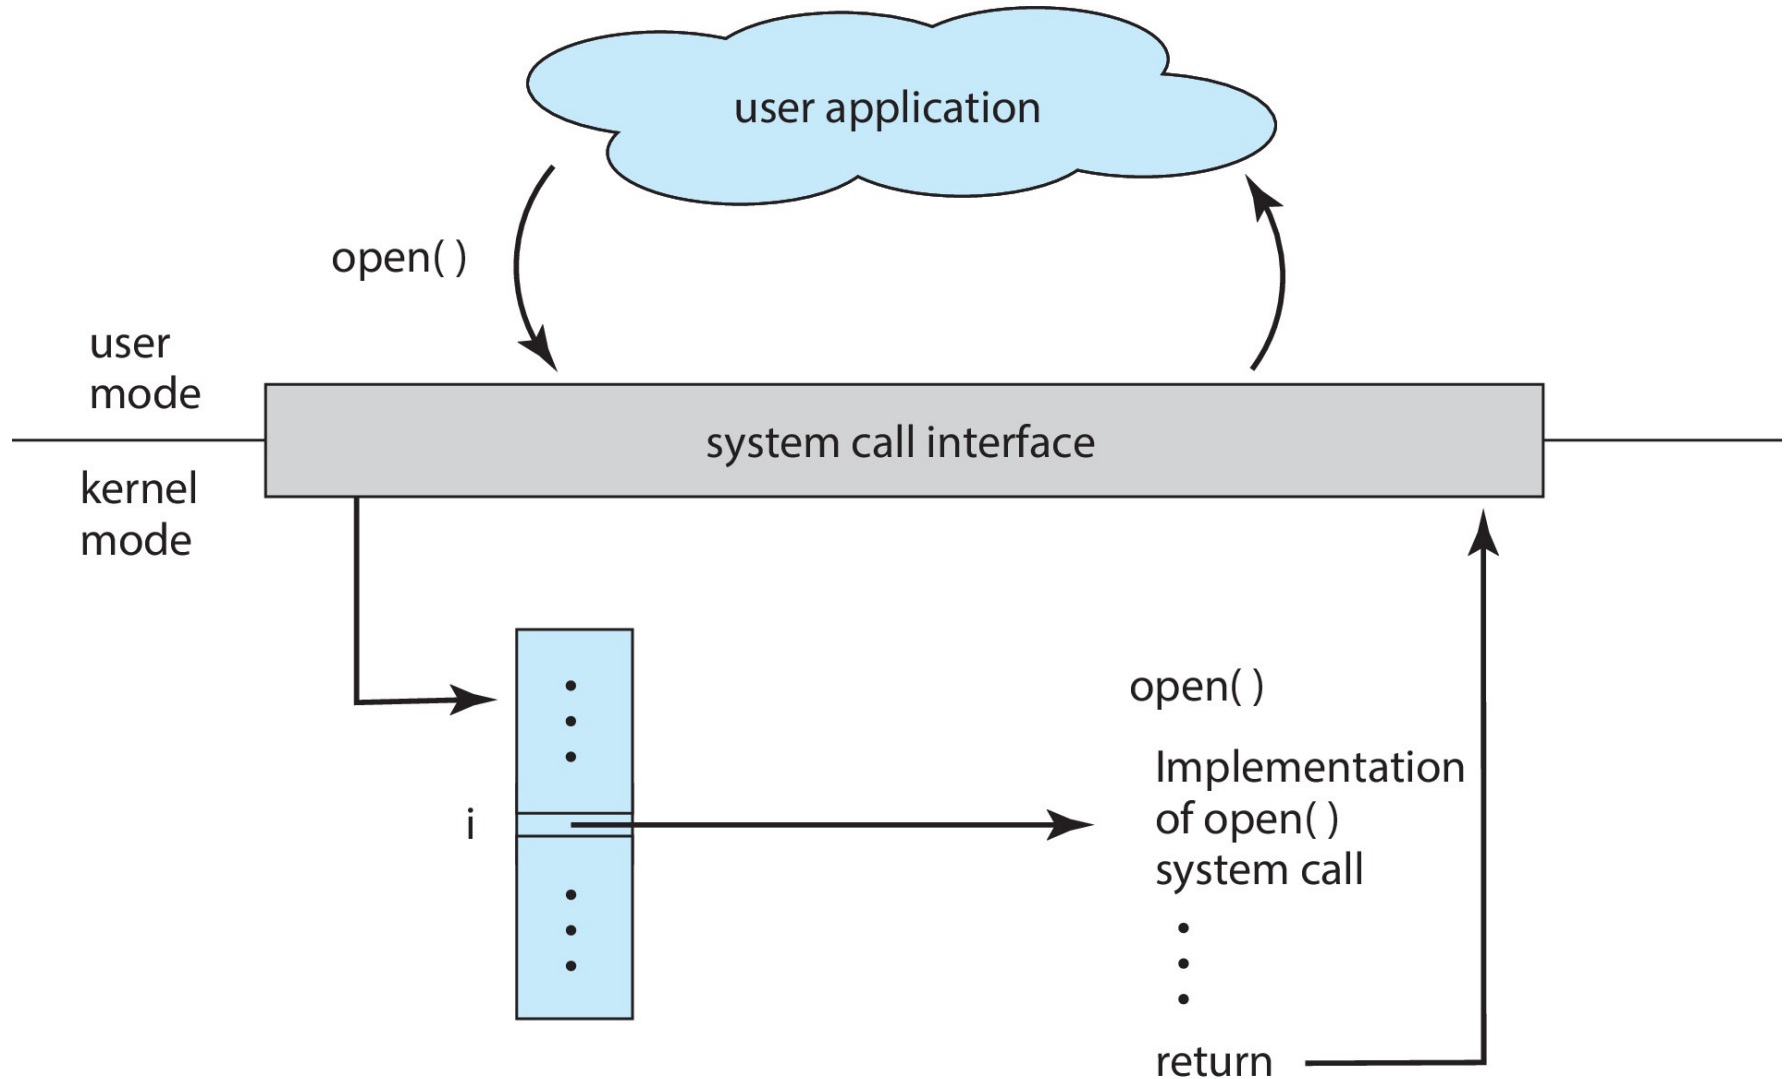 user application
open( )
user
mode
system call interface
kernel
mode
open( )
Implementation
of open( )
system call
i
return